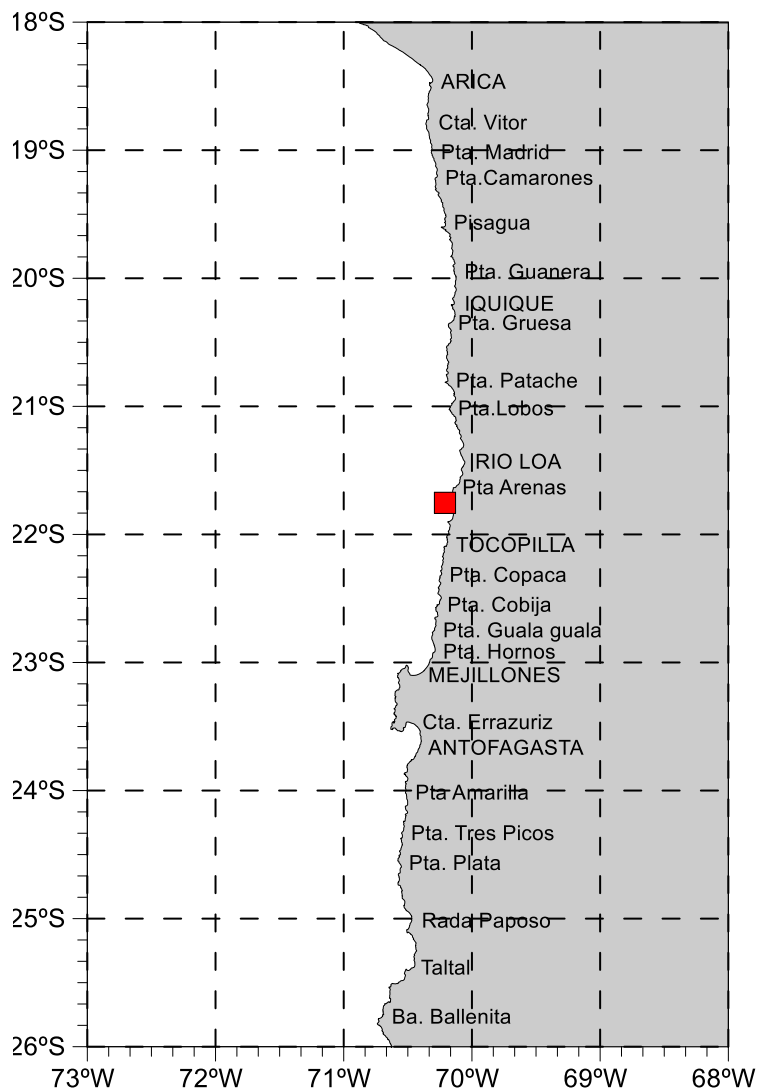 18ºS
ARICA
Cta. Vitor
19ºS
Pta. Madrid
Pta.Camarones
Pisagua
20ºS
Pta. Guanera
IQUIQUE
Pta. Gruesa
Pta. Patache
21ºS
Pta.Lobos
RIO LOA
Pta Arenas
22ºS
TOCOPILLA
Pta. Copaca
Pta. Cobija
Pta. Guala guala
Pta. Hornos
23ºS
MEJILLONES
Cta. Errazuriz
ANTOFAGASTA
24ºS
Pta Amarilla
Pta. Tres Picos
Pta. Plata
25ºS
Rada Paposo
Taltal
Ba. Ballenita
26ºS
73ºW 72ºW 71ºW 70ºW 69ºW 68ºW